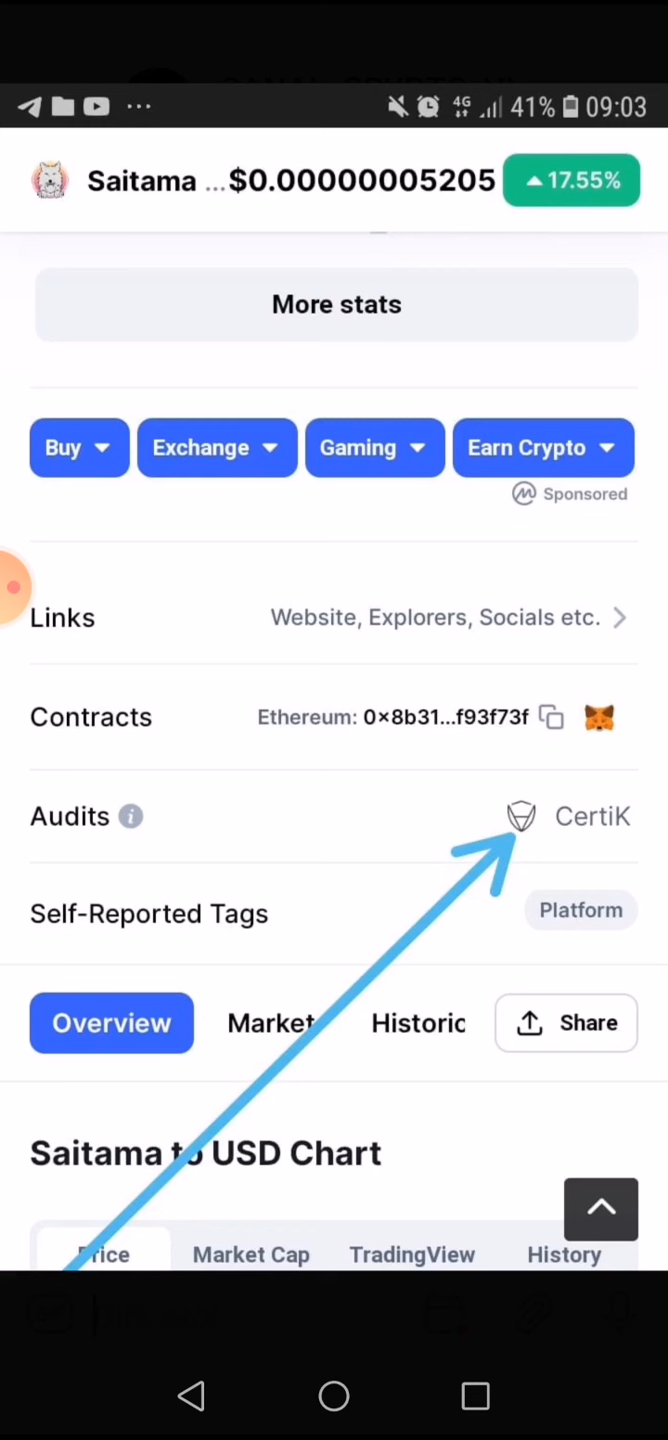 41% 09:03
Saitama ... $0.00000005205 17.55%
More stats
Buy Exchange Gaming Earn Crypto
Sponsored
Links Website, Explorers, Socials etc.
Contracts Ethereum: 0x8b31...f93f73f
Audits CertiK
Self-Reported Tags Platform
Overview Market Historic Share
Saitama to USD Chart
Price Market Cap TradingView History